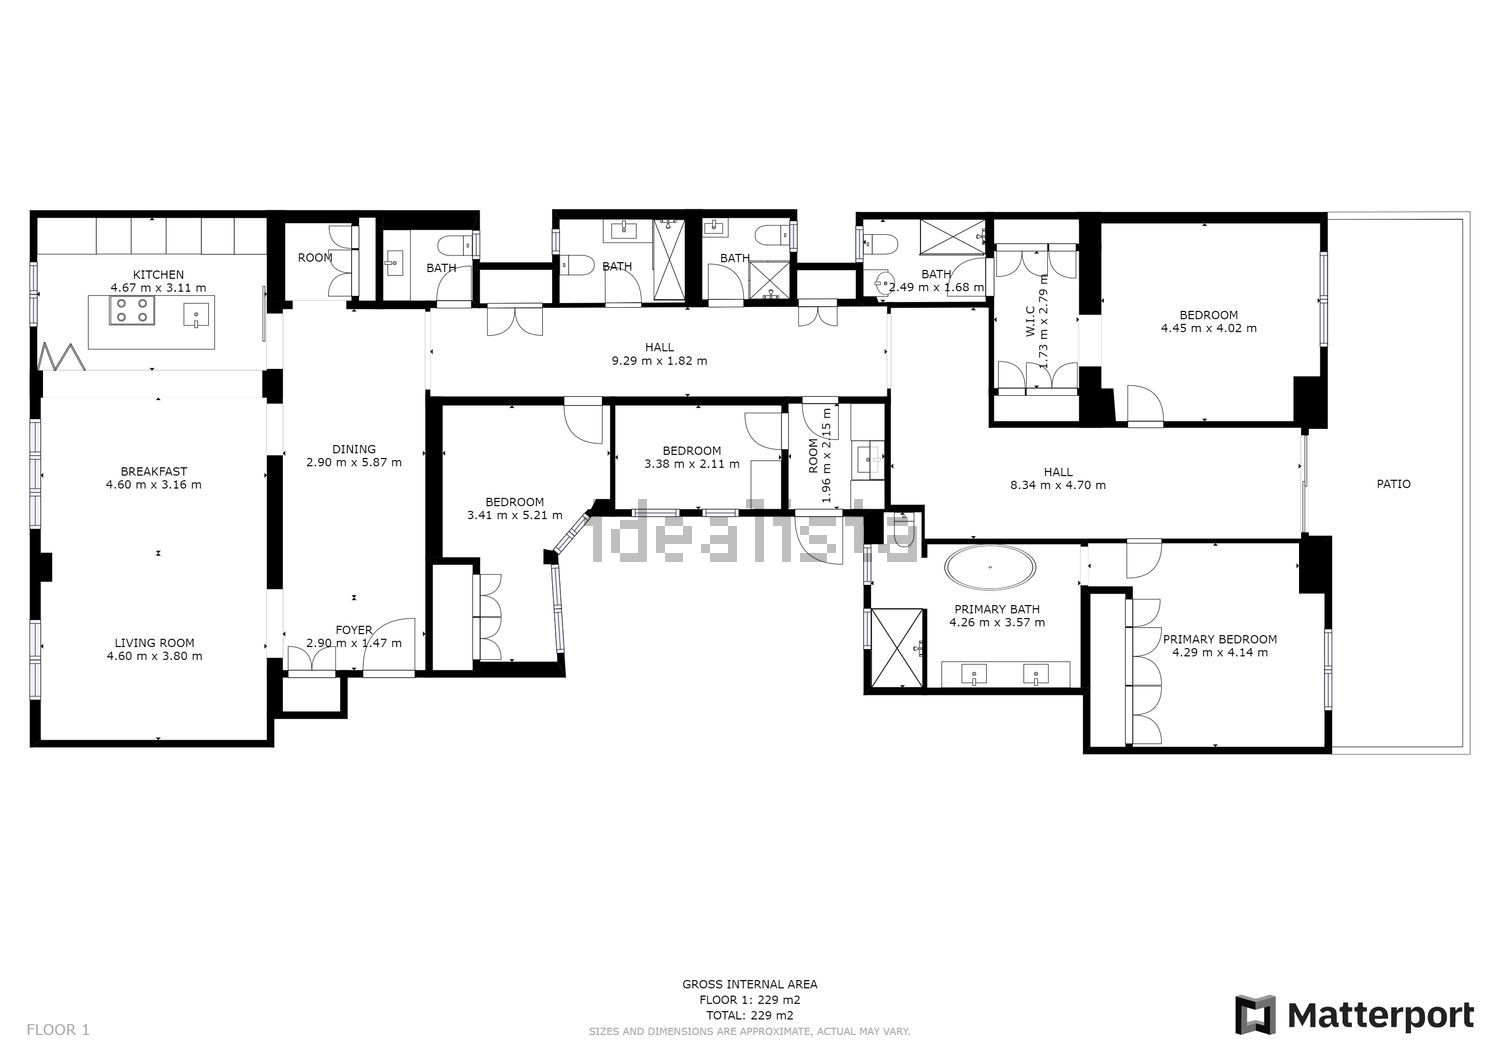 KITCHEN
4.67 m x 3.11 m
ROOM
BATH
BATH
BATH
BATH
2.49 m x 1.68 m
W.I.C
1.73 m x 2.79 m
BEDROOM
4.45 m x 4.02 m
HALL
9.29 m x 1.82 m
BREAKFAST
4.60 m x 3.16 m
DINING
2.90 m x 5.87 m
BEDROOM
3.41 m x 5.21 m
BEDROOM
3.38 m x 2.11 m
ROOM
1.96 m x 2.15 m
HALL
8.34 m x 4.70 m
PATIO
idealista
LIVING ROOM
4.60 m x 3.80 m
FOYER
2.90 m x 1.47 m
PRIMARY BATH
4.26 m x 3.57 m
PRIMARY BEDROOM
4.29 m x 4.14 m
GROSS INTERNAL AREA
FLOOR 1: 229 m2
TOTAL: 229 m2
SIZES AND DIMENSIONS ARE APPROXIMATE, ACTUAL MAY VARY.
FLOOR 1
Matterport